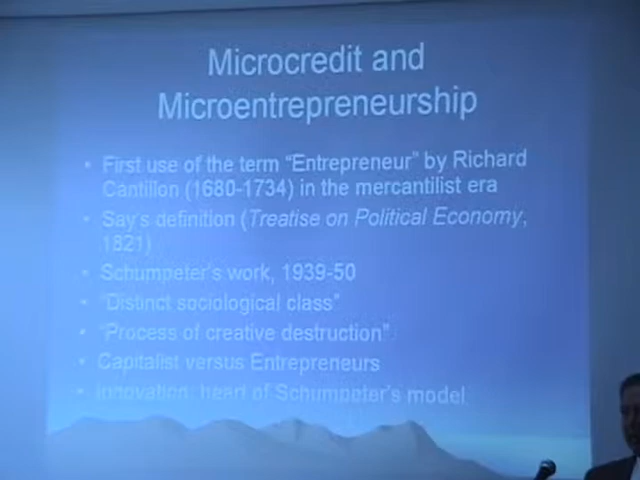 Microcredit and
Microentrepreneurship
• First use of the term "Entrepreneur" by Richard
Cantillon (1680-1734) in the mercantilist era
• Say's definition (Treatise on Political Economy,
1821)
• Schumpeter's work, 1939-50
• "Distinct sociological class"
• "Process of creative destruction"
• Capitalist versus Entrepreneurs
• Innovation: heart of Schumpeter's model